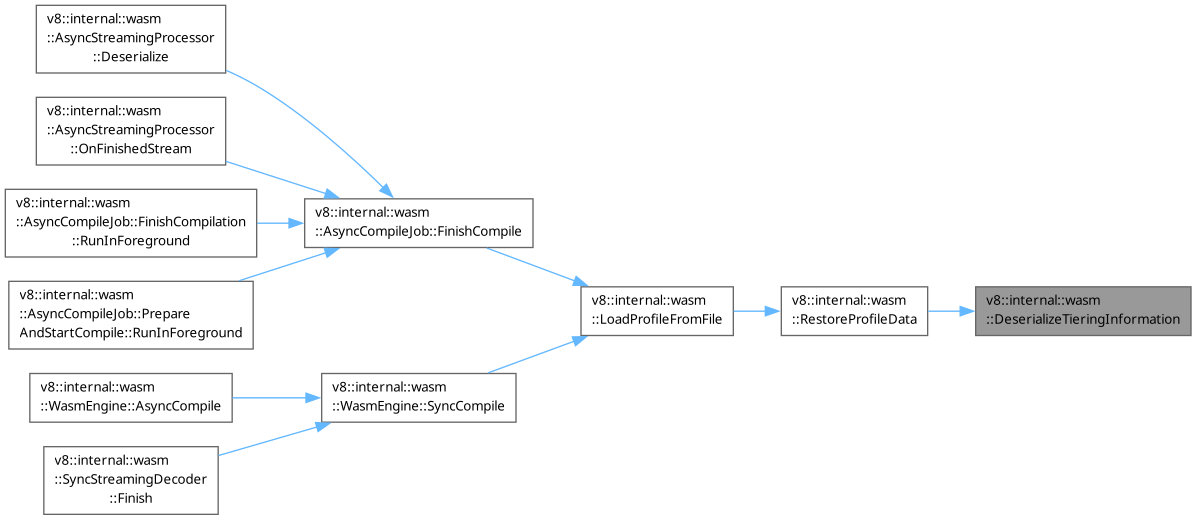 v8::internal::wasm
::AsyncStreamingProcessor
::Deserialize
v8::internal::wasm
::AsyncStreamingProcessor
::OnFinishedStream
v8::internal::wasm
::AsyncCompileJob::FinishCompilation
::RunInForeground
v8::internal::wasm
::AsyncCompileJob::Prepare
AndStartCompile::RunInForeground
v8::internal::wasm
::WasmEngine::AsyncCompile
v8::internal::wasm
::SyncStreamingDecoder
::Finish
v8::internal::wasm
::AsyncCompileJob::FinishCompile
v8::internal::wasm
::WasmEngine::SyncCompile
v8::internal::wasm
::LoadProfileFromFile
v8::internal::wasm
::RestoreProfileData
v8::internal::wasm
::DeserializeTieringInformation